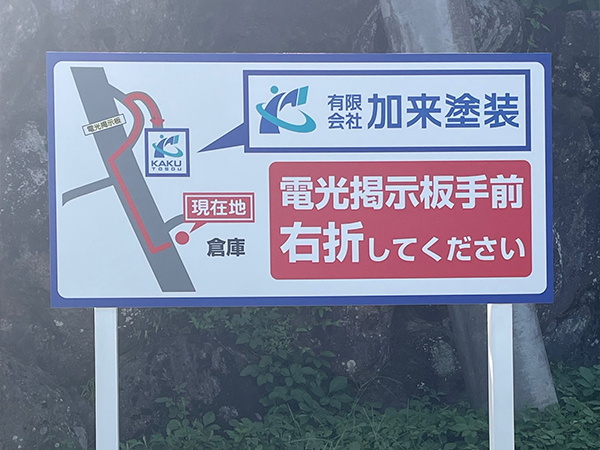 有限
会社 加来塗装
電光掲示板
KAKU
TOSOU
現在地
倉庫
電光掲示板手前
右折してください